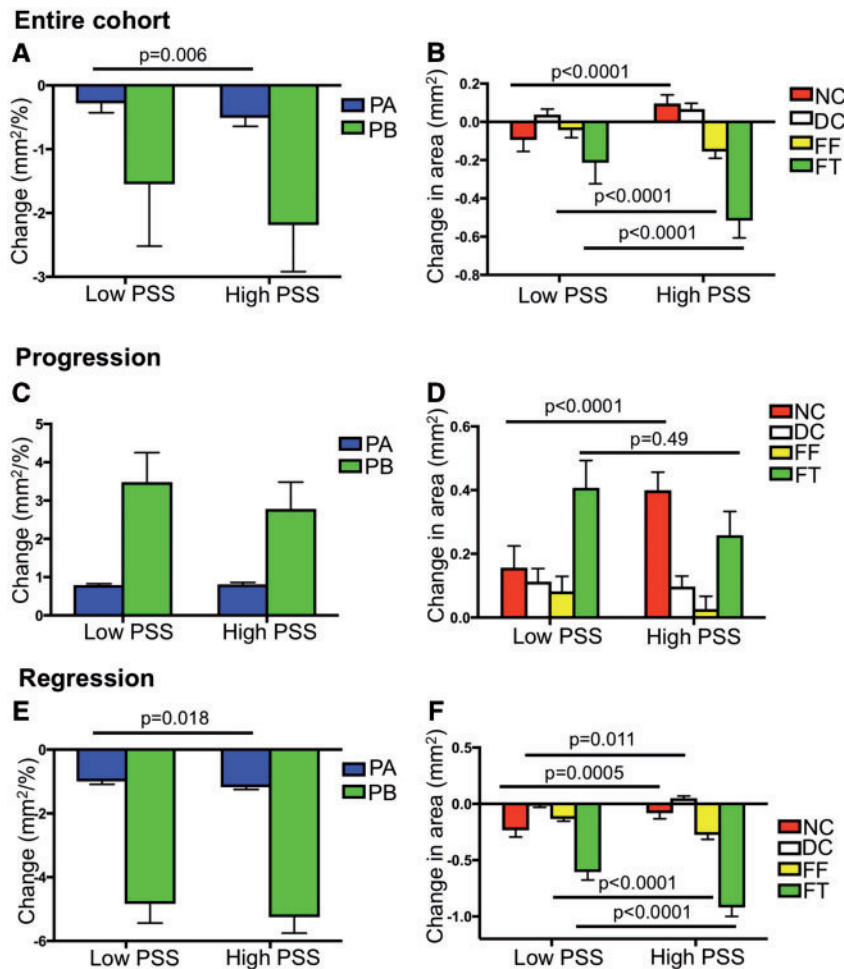 Entire cohort
A
p=0.006
Change (mm²/%)
0
-1
-2
-3
Low PSS High PSS
PA
PB
B
p<0.0001
Change in area (mm²)
0.2
0.0
-0.2
-0.4
-0.6
-0.8
p<0.0001
p<0.0001
Low PSS High PSS
NC
DC
FF
FT
Progression
C
Change (mm²/%)
5
4
3
2
1
0
Low PSS High PSS
PA
PB
D
p<0.0001
p=0.49
Change in area (mm²)
0.6
0.4
0.2
0.0
Low PSS High PSS
NC
DC
FF
FT
Regression
E
p=0.018
Change (mm²/%)
0
-2
-4
-6
Low PSS High PSS
PA
PB
F
p=0.011
p=0.0005
Change in area (mm²)
0.5
0.0
-0.5
-1.0
p<0.0001
p<0.0001
Low PSS High PSS
NC
DC
FF
FT